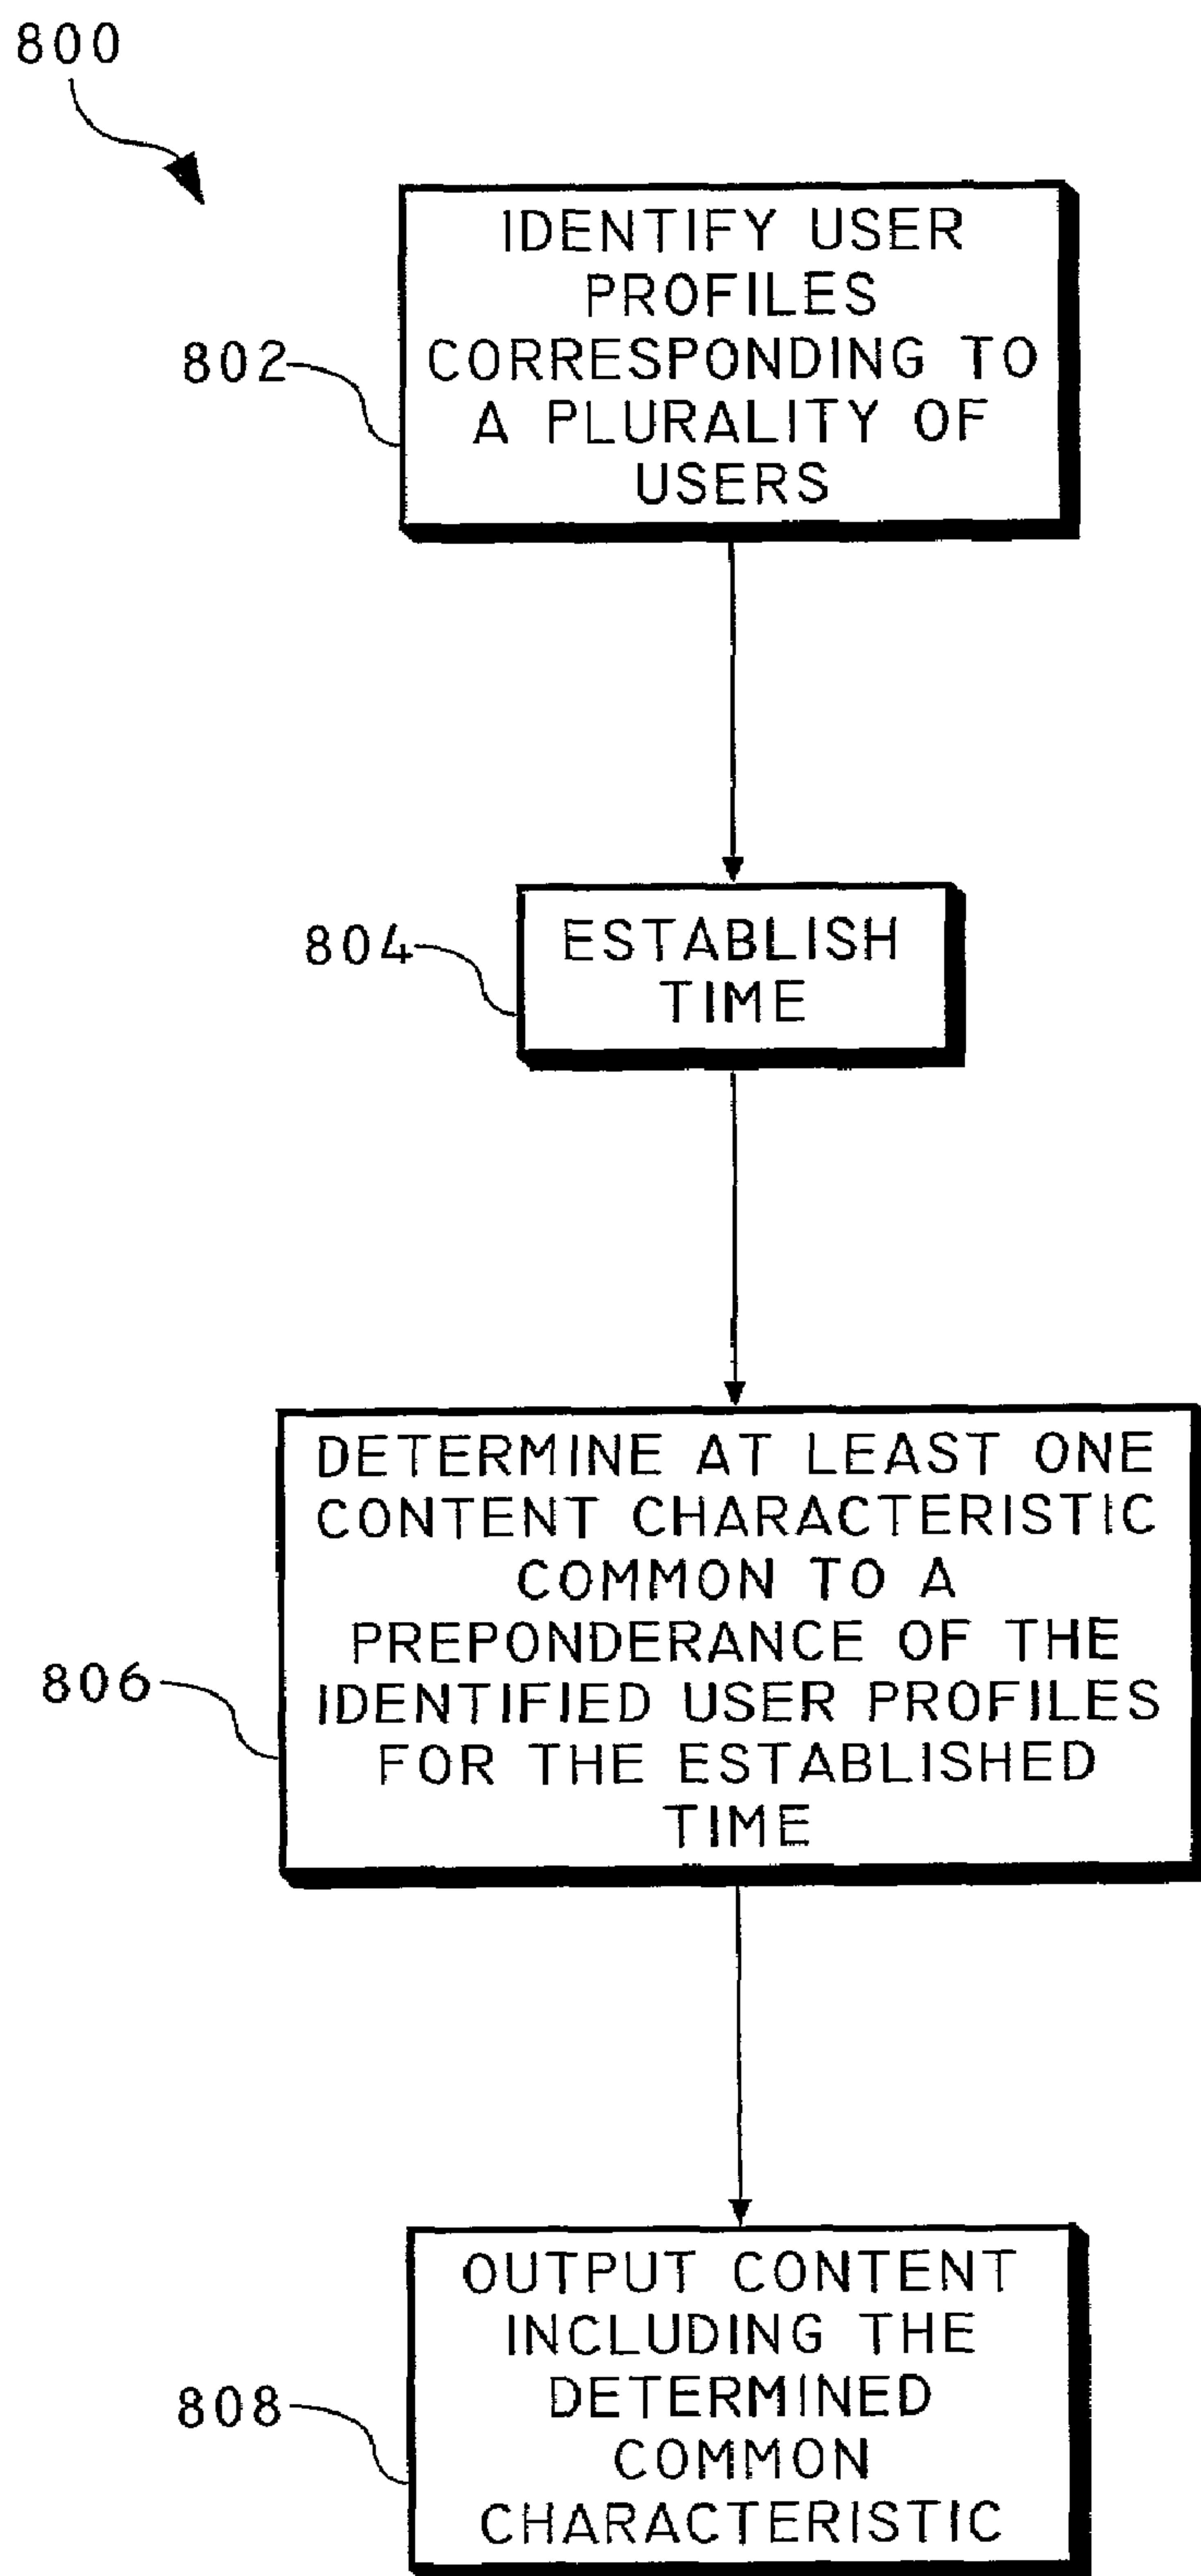 800
IDENTIFY USER
PROFILES
CORRESPONDING TO
A PLURALITY OF
USERS
802
ESTABLISH
TIME
804
DETERMINE AT LEAST ONE
CONTENT CHARACTERISTIC
COMMON TO A
PREPONDERANCE OF THE
IDENTIFIED USER PROFILES
FOR THE ESTABLISHED
TIME
806
OUTPUT CONTENT
INCLUDING THE
DETERMINED
COMMON
CHARACTERISTIC
808